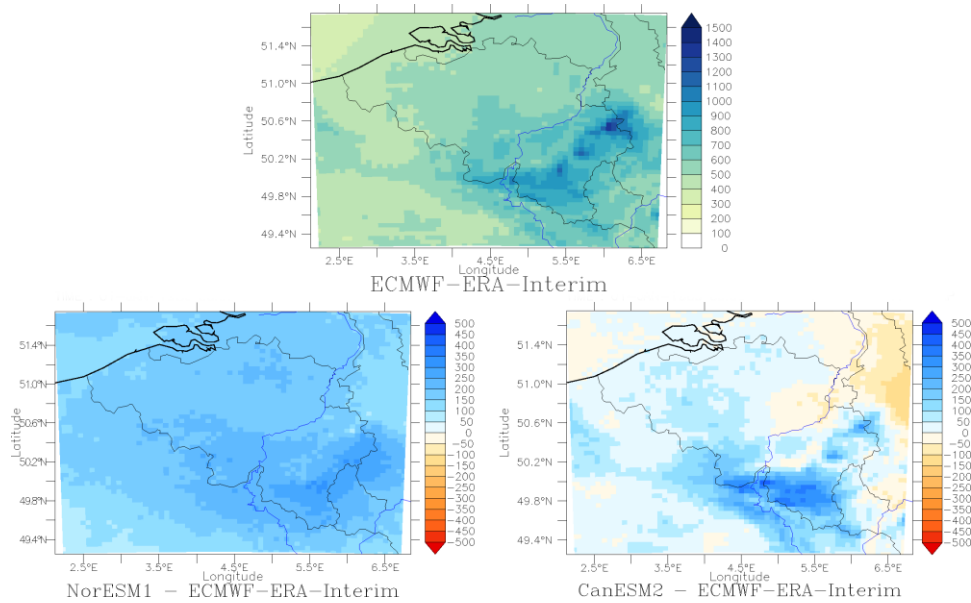 51.4°N
51.0°N
50.6°N
50.2°N
49.8°N
49.4°N
Latitude
2.5°E 3.5°E 4.5°E 5.5°E 6.5°E
Longitude
ECMWF-ERA-Interim
1500
1400
1300
1200
1100
1000
900
800
700
600
500
400
300
200
100
0
51.4°N
51.0°N
50.6°N
50.2°N
49.8°N
49.4°N
Latitude
2.5°E 3.5°E 4.5°E 5.5°E 6.5°E
Longitude
NorESM1 - ECMWF-ERA-Interim
500
450
400
350
300
250
200
150
100
50
0
-50
-100
-150
-200
-250
-300
-350
-400
-450
-500
51.4°N
51.0°N
50.6°N
50.2°N
49.8°N
49.4°N
Latitude
2.5°E 3.5°E 4.5°E 5.5°E 6.5°E
Longitude
CanESM2 - ECMWF-ERA-Interim
500
450
400
350
300
250
200
150
100
50
0
-50
-100
-150
-200
-250
-300
-350
-400
-450
-500